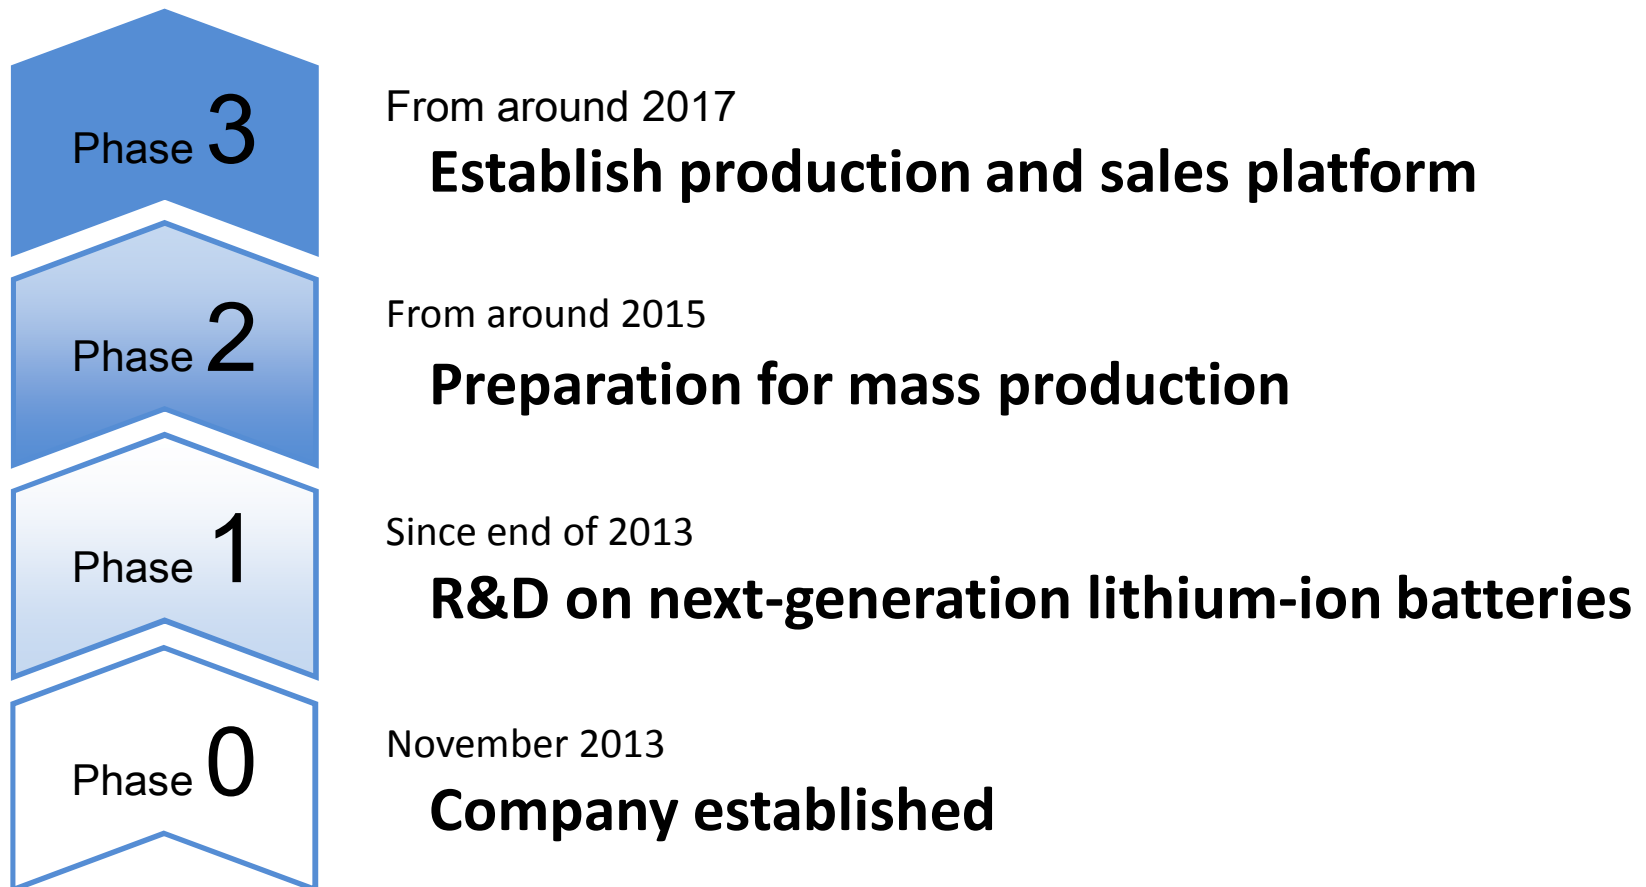 Phase 3
From around 2017
Establish production and sales platform
Phase 2
From around 2015
Preparation for mass production
Phase 1
Since end of 2013
R&D on next-generation lithium-ion batteries
Phase 0
November 2013
Company established